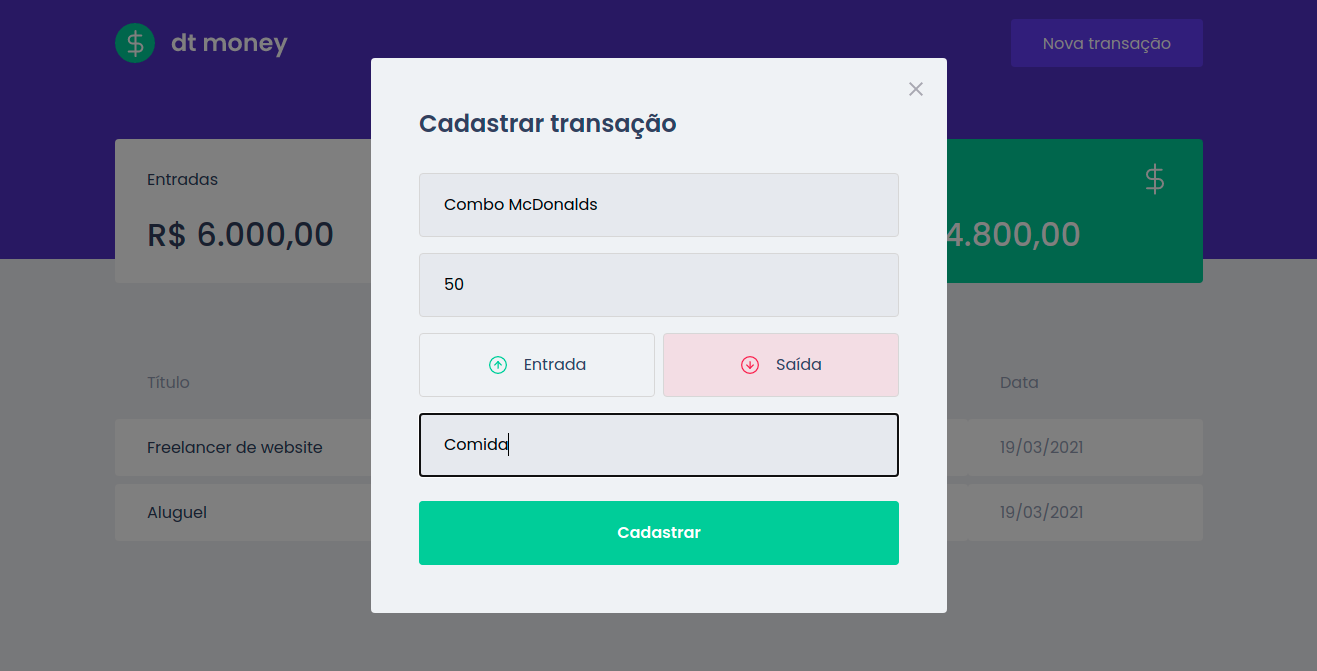 dt money
Nova transação
Cadastrar transação
Entradas
R$ 6.000,00
4.800,00
Combo McDonalds
50
Entrada
Saída
Comida
Cadastrar
Título
Data
Freelancer de website
19/03/2021
Aluguel
19/03/2021